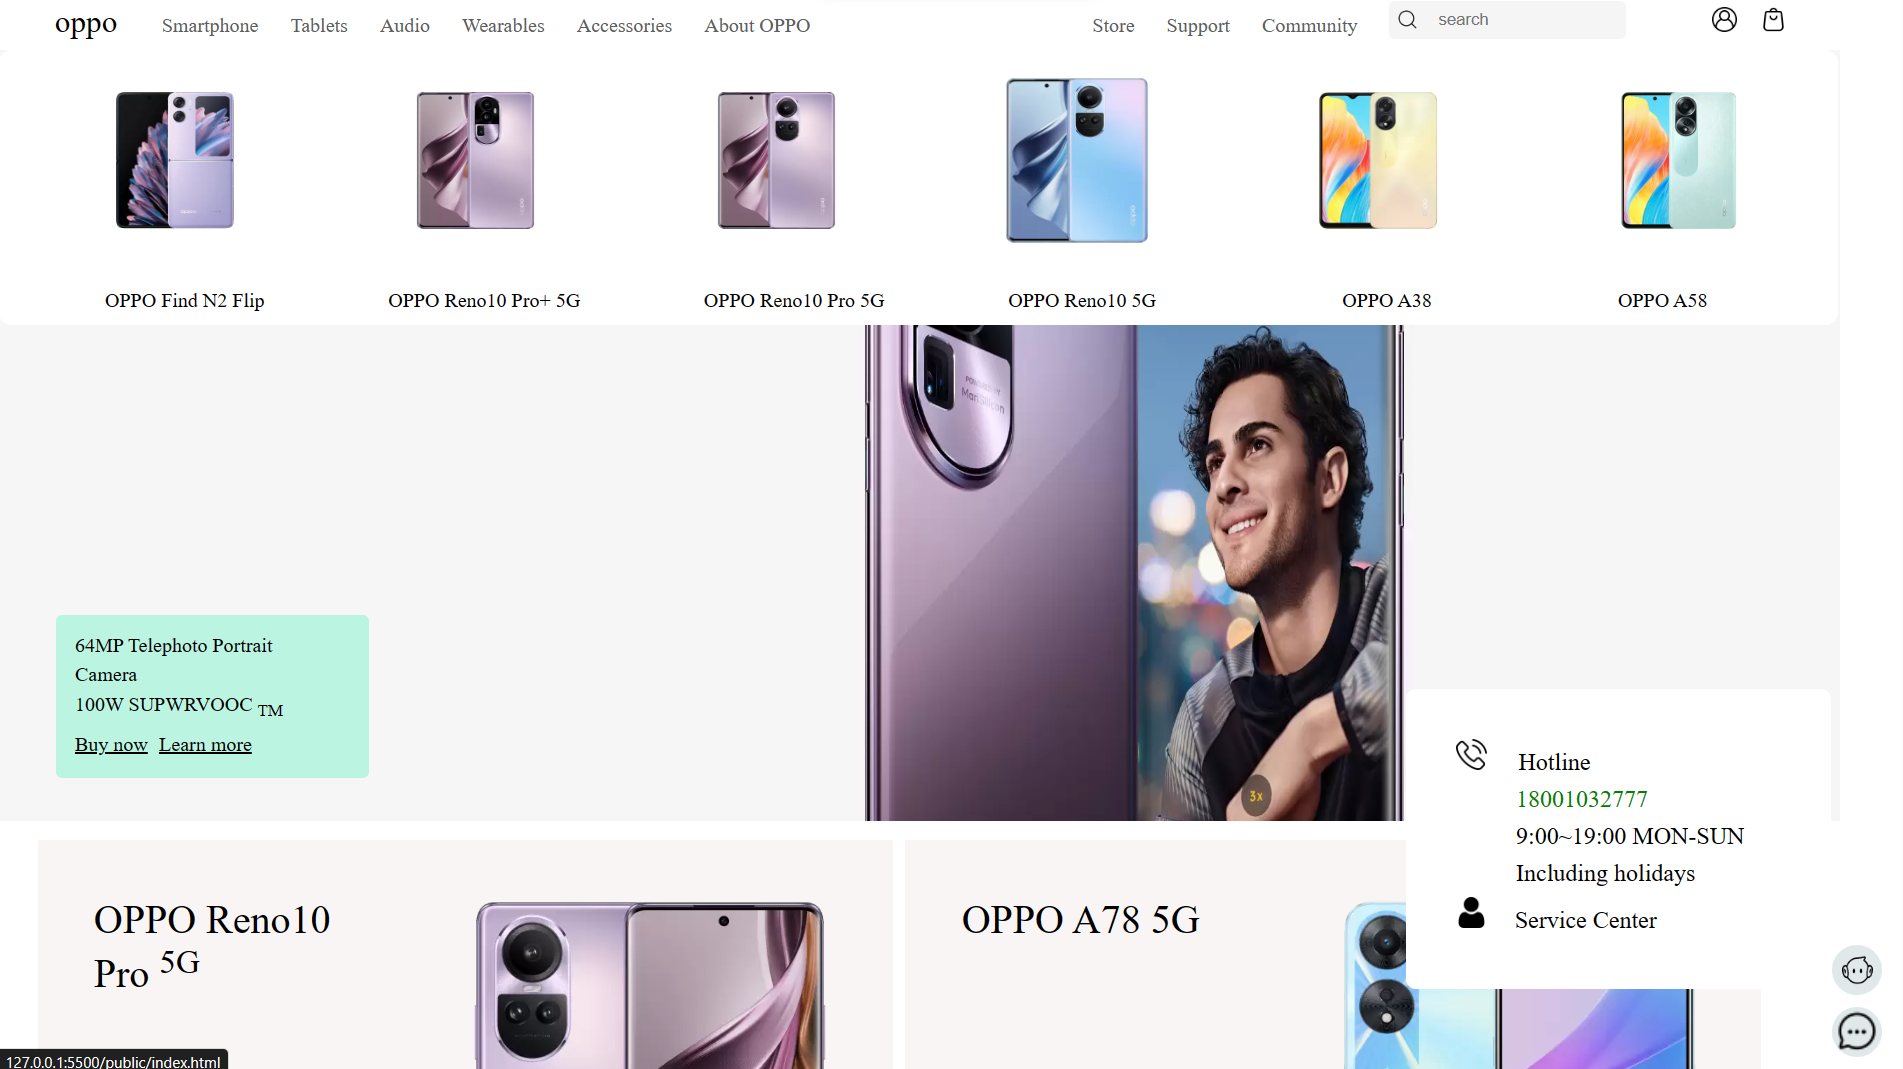 oppo Smartphone Tablets Audio Wearables Accessories About OPPO Store Support Community search
OPPO Find N2 Flip OPPO Reno10 Pro+ 5G OPPO Reno10 Pro 5G OPPO Reno10 5G OPPO A38 OPPO A58
POWERED BY
MariSilicon
64MP Telephoto Portrait
Camera
100W SUPWRVOOC TM
Buy now Learn more
3x
Hotline
18001032777
9:00~19:00 MON-SUN
Including holidays
Service Center
OPPO Reno10
Pro 5G
OPPO A78 5G
127.0.0.1:5500/public/index.html